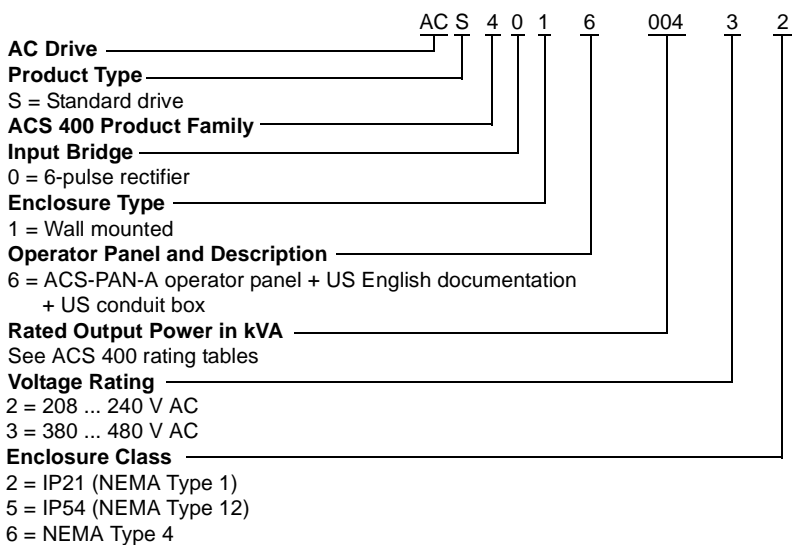 AC S 4 0 1 6 004 3 2
AC Drive
Product Type
S = Standard drive
ACS 400 Product Family
Input Bridge
0 = 6-pulse rectifier
Enclosure Type
1 = Wall mounted
Operator Panel and Description
6 = ACS-PAN-A operator panel + US English documentation
+ US conduit box
Rated Output Power in kVA
See ACS 400 rating tables
Voltage Rating
2 = 208 ... 240 V AC
3 = 380 ... 480 V AC
Enclosure Class
2 = IP21 (NEMA Type 1)
5 = IP54 (NEMA Type 12)
6 = NEMA Type 4